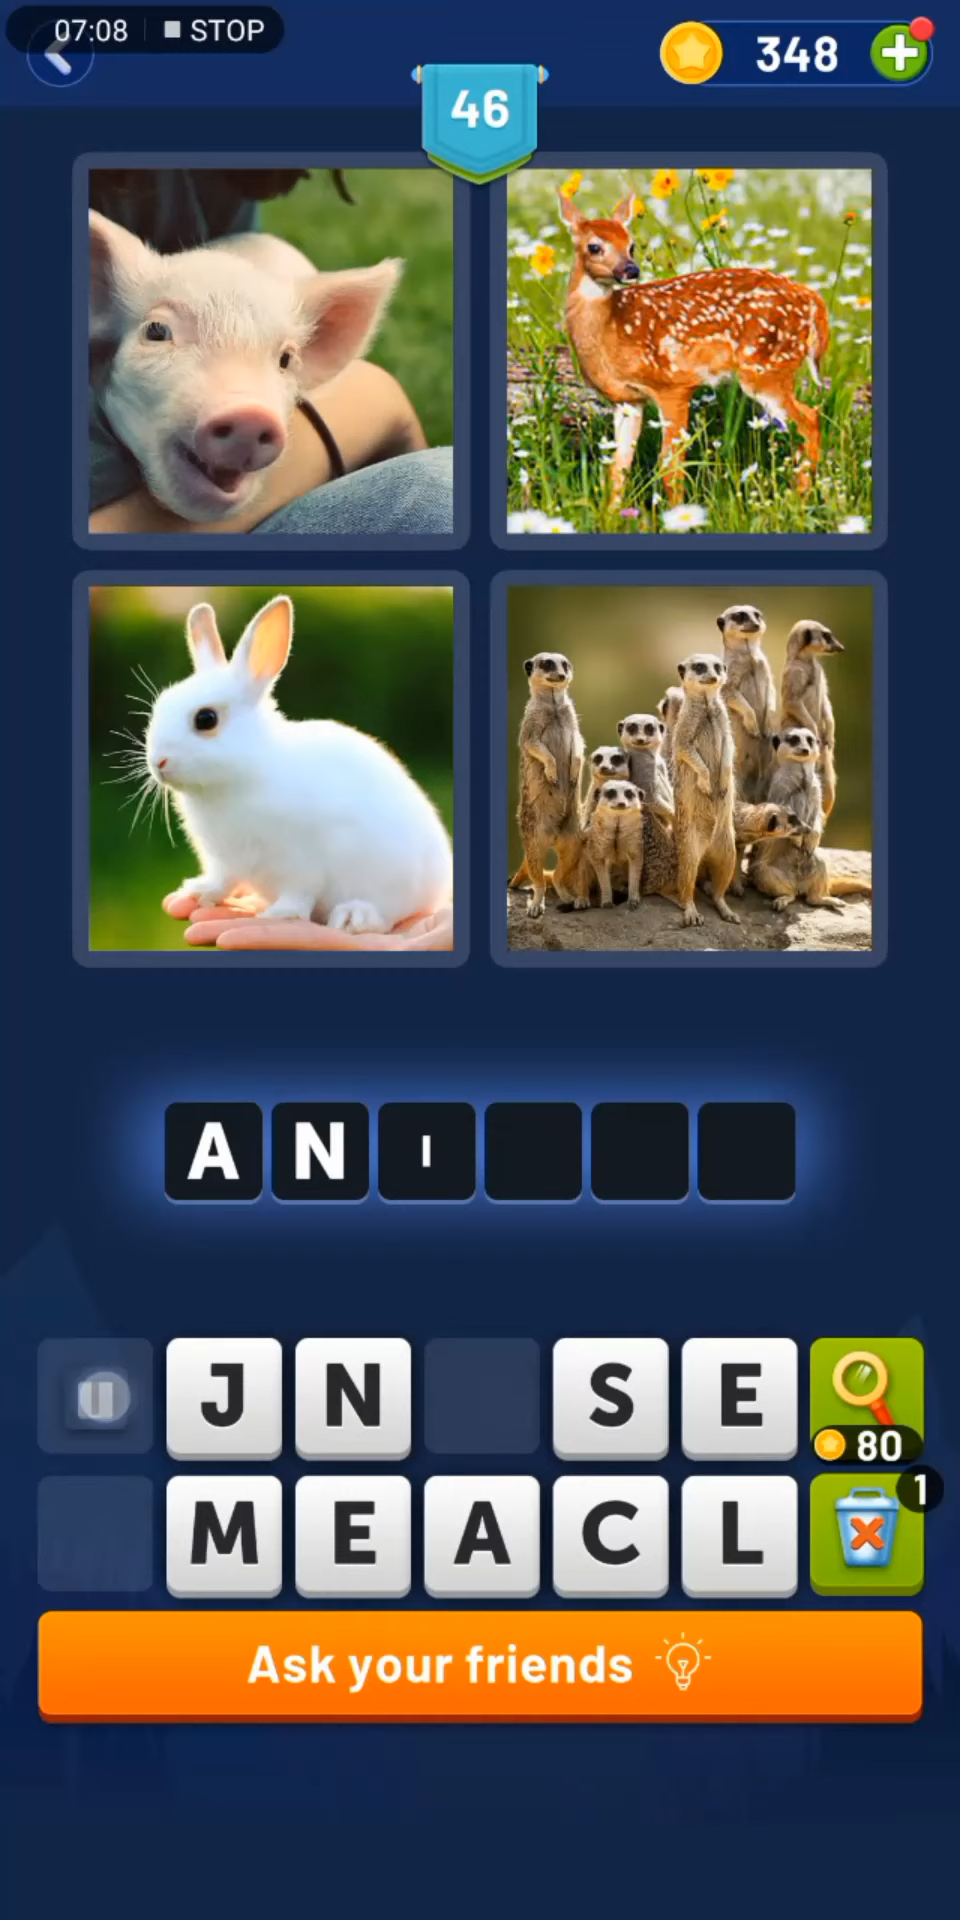 07:08 STOP
348
46
A N I
J N S E
80
M E A C L
1
Ask your friends